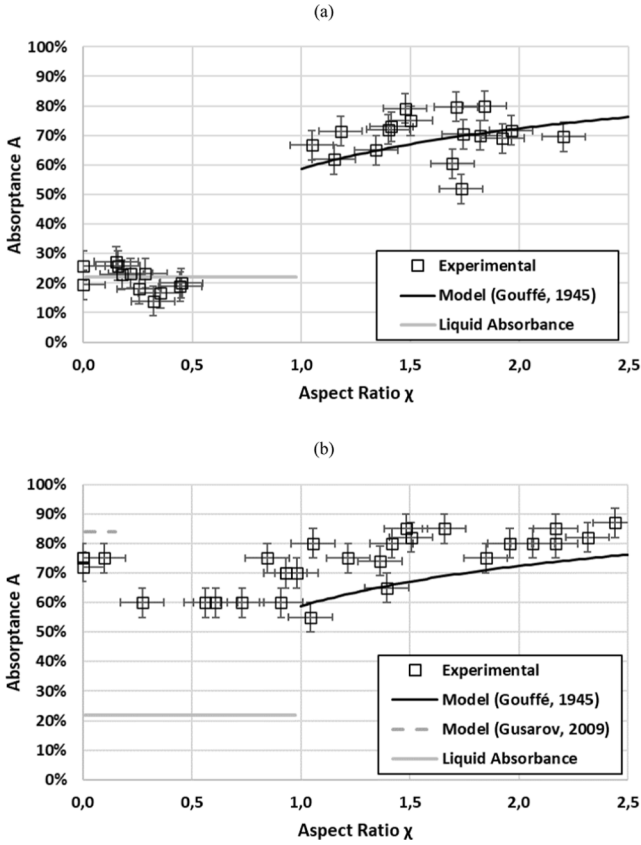 (a)
100%
90%
80%
70%
60%
50%
40%
30%
20%
10%
0%
Absorptance A
0,0 0,5 1,0 1,5 2,0 2,5
Aspect Ratio χ
Experimental
Model (Gouffé, 1945)
Liquid Absorbance
(b)
100%
90%
80%
70%
60%
50%
40%
30%
20%
10%
0%
Absorptance A
0,0 0,5 1,0 1,5 2,0 2,5
Aspect Ratio χ
Experimental
Model (Gouffé, 1945)
Model (Gusarov, 2009)
Liquid Absorbance